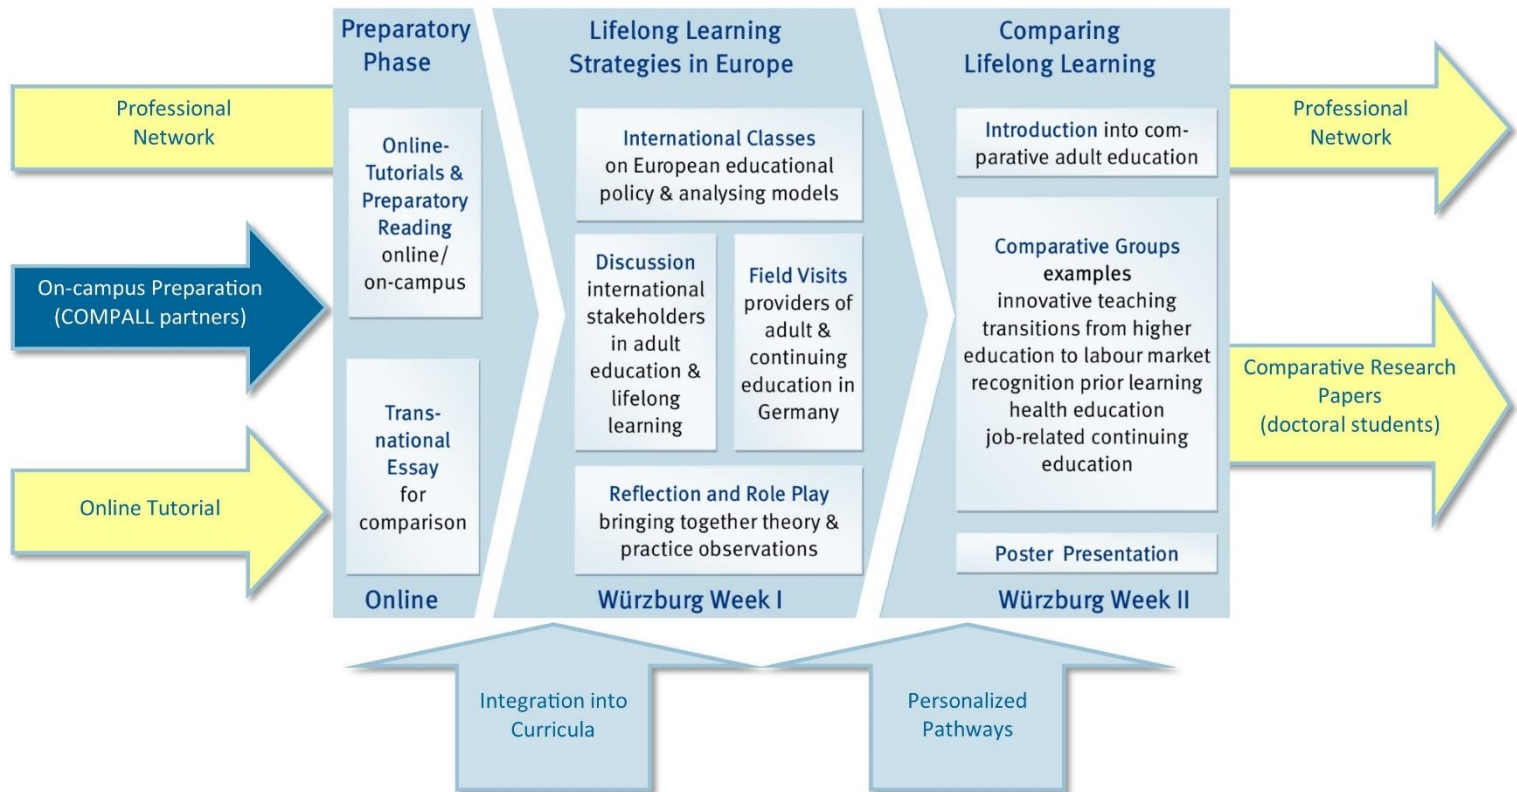 Professional
Network
On-campus Preparation
(COMPALL partners)
Online Tutorial
Preparatory
Phase
Online-
Tutorials &
Preparatory
Reading
online/
on-campus
Trans-
national
Essay
for
comparison
Online
Lifelong Learning
Strategies in Europe
International Classes
on European educational
policy & analysing models
Discussion
international
stakeholders
in adult
education &
lifelong
learning
Field Visits
providers of
adult &
continuing
education in
Germany
Reflection and Role Play
bringing together theory &
practice observations
Würzburg Week I
Comparing
Lifelong Learning
Introduction into com-
parative adult education
Comparative Groups
examples
innovative teaching
transitions from higher
education to labour market
recognition prior learning
health education
job-related continuing
education
Poster Presentation
Würzburg Week II
Professional
Network
Comparative Research
Papers
(doctoral students)
Integration into
Curricula
Personalized
Pathways